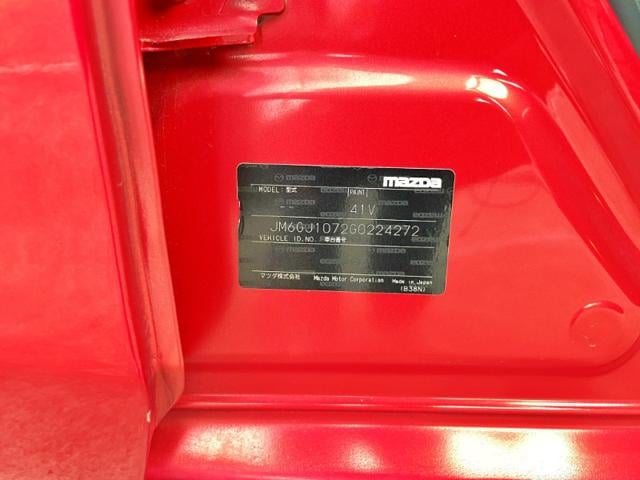 mazda
MODEL: 型式 PAINT
41V
JM6GJ1072G0224272
VEHICLE ID.NO. 車台番号
マツダ株式会社 Mazda Motor Corporation Made in Japan
(B38N)